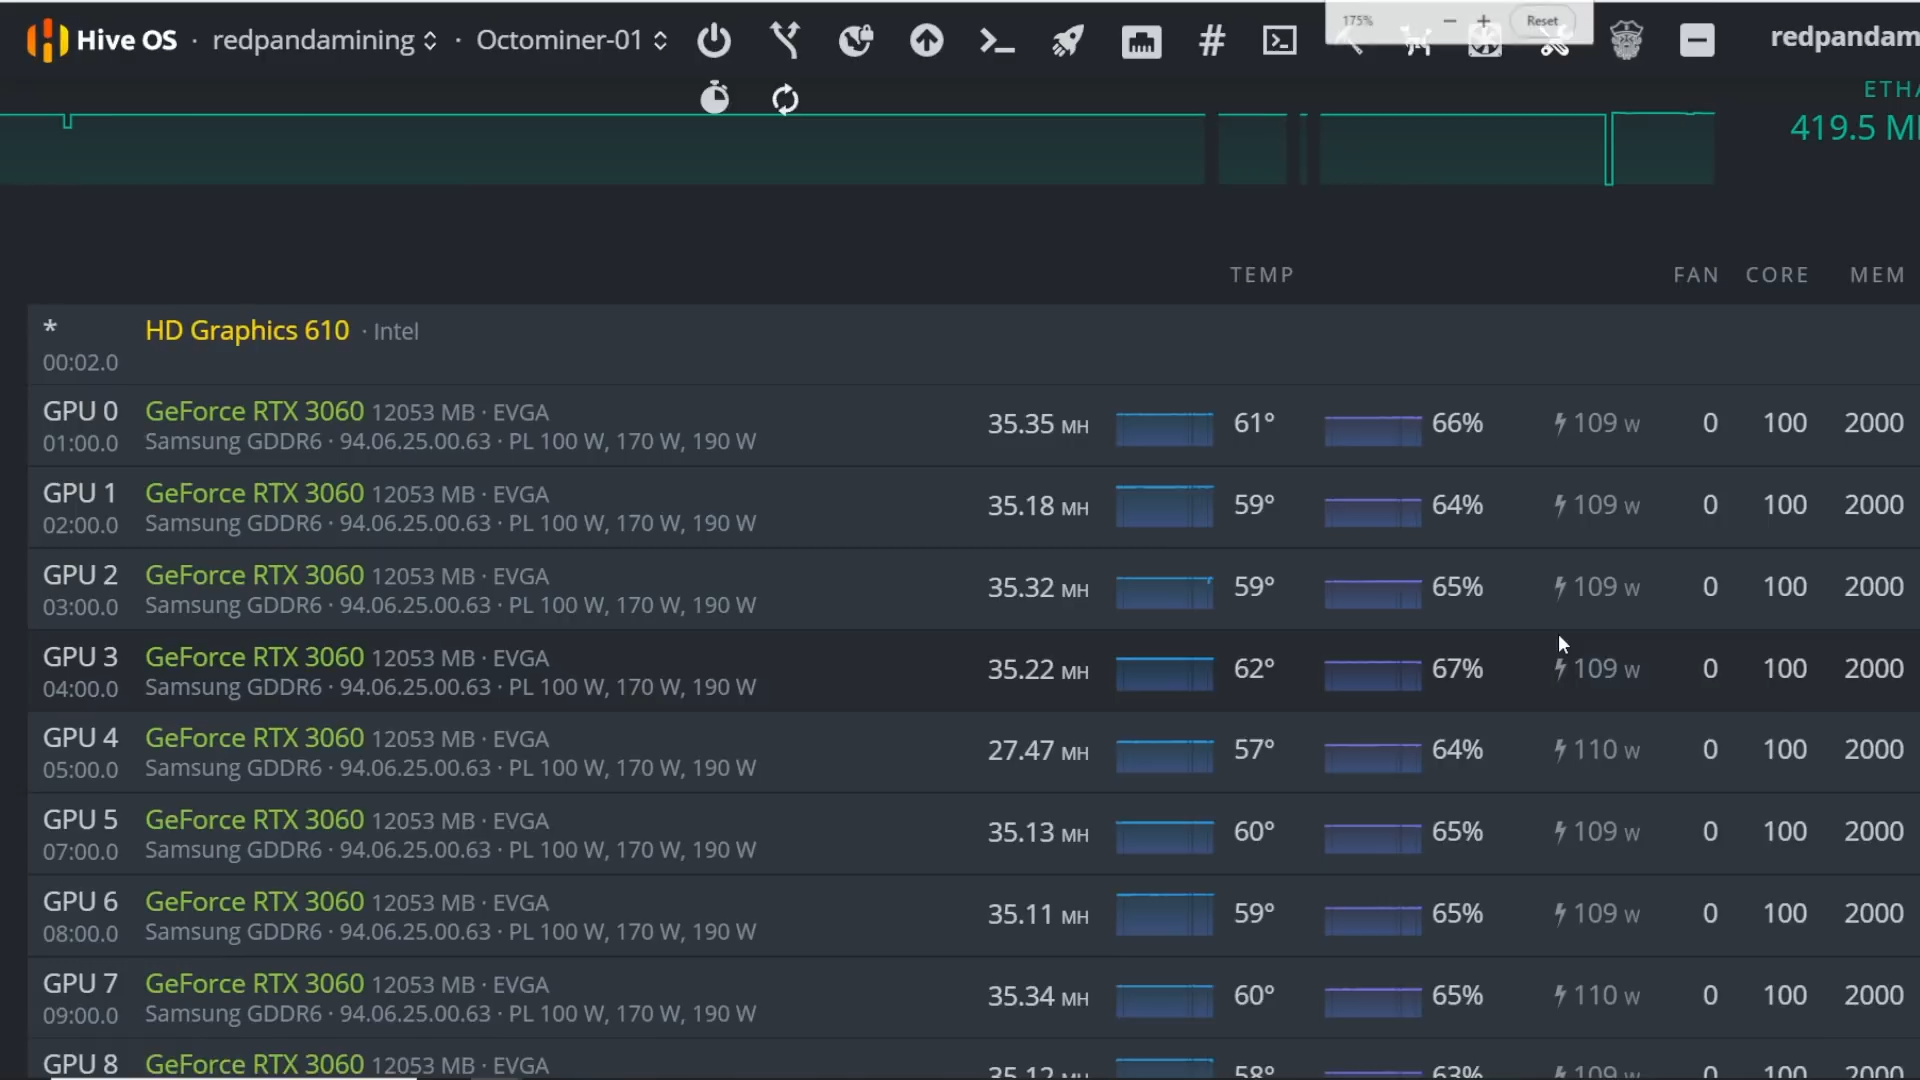 Hive OS · redpandamining · Octominer-01 175% − + Reset redpandam
ETHA
419.5 M
TEMP FAN CORE MEM
* HD Graphics 610 · Intel
00:02.0
GPU 0 GeForce RTX 3060 12053 MB · EVGA 35.35 MH 61° 66% 109 W 0 100 2000
01:00.0 Samsung GDDR6 · 94.06.25.00.63 · PL 100 W, 170 W, 190 W
GPU 1 GeForce RTX 3060 12053 MB · EVGA 35.18 MH 59° 64% 109 W 0 100 2000
02:00.0 Samsung GDDR6 · 94.06.25.00.63 · PL 100 W, 170 W, 190 W
GPU 2 GeForce RTX 3060 12053 MB · EVGA 35.32 MH 59° 65% 109 W 0 100 2000
03:00.0 Samsung GDDR6 · 94.06.25.00.63 · PL 100 W, 170 W, 190 W
GPU 3 GeForce RTX 3060 12053 MB · EVGA 35.22 MH 62° 67% 109 W 0 100 2000
04:00.0 Samsung GDDR6 · 94.06.25.00.63 · PL 100 W, 170 W, 190 W
GPU 4 GeForce RTX 3060 12053 MB · EVGA 27.47 MH 57° 64% 110 W 0 100 2000
05:00.0 Samsung GDDR6 · 94.06.25.00.63 · PL 100 W, 170 W, 190 W
GPU 5 GeForce RTX 3060 12053 MB · EVGA 35.13 MH 60° 65% 109 W 0 100 2000
07:00.0 Samsung GDDR6 · 94.06.25.00.63 · PL 100 W, 170 W, 190 W
GPU 6 GeForce RTX 3060 12053 MB · EVGA 35.11 MH 59° 65% 109 W 0 100 2000
08:00.0 Samsung GDDR6 · 94.06.25.00.63 · PL 100 W, 170 W, 190 W
GPU 7 GeForce RTX 3060 12053 MB · EVGA 35.34 MH 60° 65% 110 W 0 100 2000
09:00.0 Samsung GDDR6 · 94.06.25.00.63 · PL 100 W, 170 W, 190 W
GPU 8 GeForce RTX 3060 12053 MB · EVGA 35.12 MH 58° 63% 109 W 0 100 2000